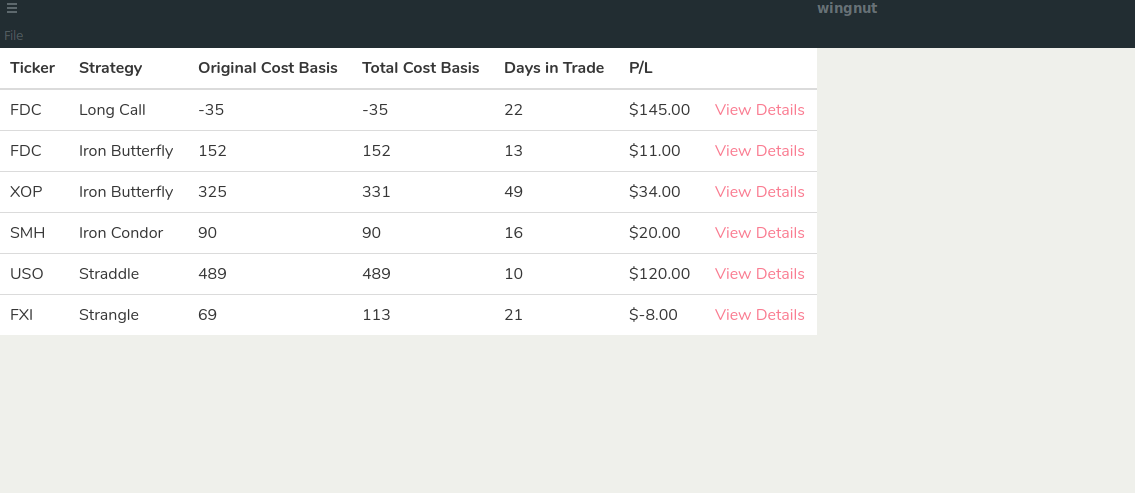 wingnut
File
Ticker Strategy Original Cost Basis Total Cost Basis Days in Trade P/L
FDC Long Call -35 -35 22 $145.00 View Details
FDC Iron Butterfly 152 152 13 $11.00 View Details
XOP Iron Butterfly 325 331 49 $34.00 View Details
SMH Iron Condor 90 90 16 $20.00 View Details
USO Straddle 489 489 10 $120.00 View Details
FXI Strangle 69 113 21 $-8.00 View Details